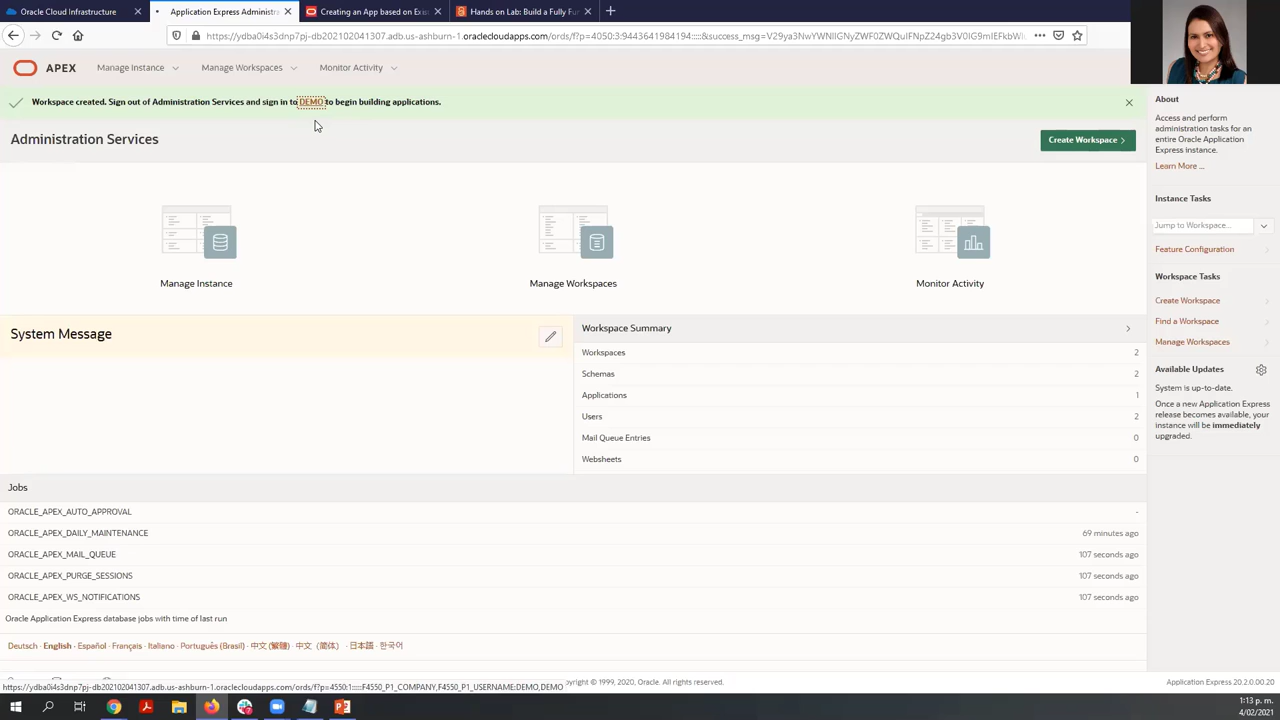 Oracle Cloud Infrastructure
Application Express Administra
Creating an App based on Exis
Hands on Lab: Build a Fully Fun
https://ydba0i4s3dnp7pj-db202102041307.adb.us-ashburn-1.oraclecloudapps.com/ords/f?p=4050:3:9443641984194:::::&success_msg=
APEX
Manage Instance
Manage Workspaces
Monitor Activity
Workspace created. Sign out of Administration Services and sign in to DEMO to begin building applications.
Administration Services
Create Workspace
Manage Instance
Manage Workspaces
Monitor Activity
System Message
Workspace Summary
Workspaces 2
Schemas 2
Applications 1
Users 2
Mail Queue Entries 0
Websheets 0
Jobs
ORACLE_APEX_AUTO_APPROVAL -
ORACLE_APEX_DAILY_MAINTENANCE 69 minutes ago
ORACLE_APEX_MAIL_QUEUE 107 seconds ago
ORACLE_APEX_PURGE_SESSIONS 107 seconds ago
ORACLE_APEX_WS_NOTIFICATIONS 107 seconds ago
Oracle Application Express database jobs with time of last run
Deutsch · English · Español · Français · Italiano · Português (Brasil) · 中文 (繁體) · 中文 (简体) · 日本語 · 한국어
About
Access and perform
administration tasks for an
entire Oracle Application
Express instance.
Learn More ...
Instance Tasks
Jump to Workspace...
Feature Configuration
Workspace Tasks
Create Workspace
Find a Workspace
Manage Workspaces
Available Updates
System is up-to-date.
Once a new Application Express
release becomes available, your
instance will be immediately
upgraded.
https://ydba0i4s3dnp7pj-db202102041307.adb.us-ashburn-1.oraclecloudapps.com/ords/f?p=4550:1:::::F4550_P1_COMPANY,F4550_P1_USERNAME:DEMO,DEMO
pyright © 1999, 2020, Oracle. All rights reserved.
Application Express 20.2.0.00.20
1:13 p. m.
4/02/2021